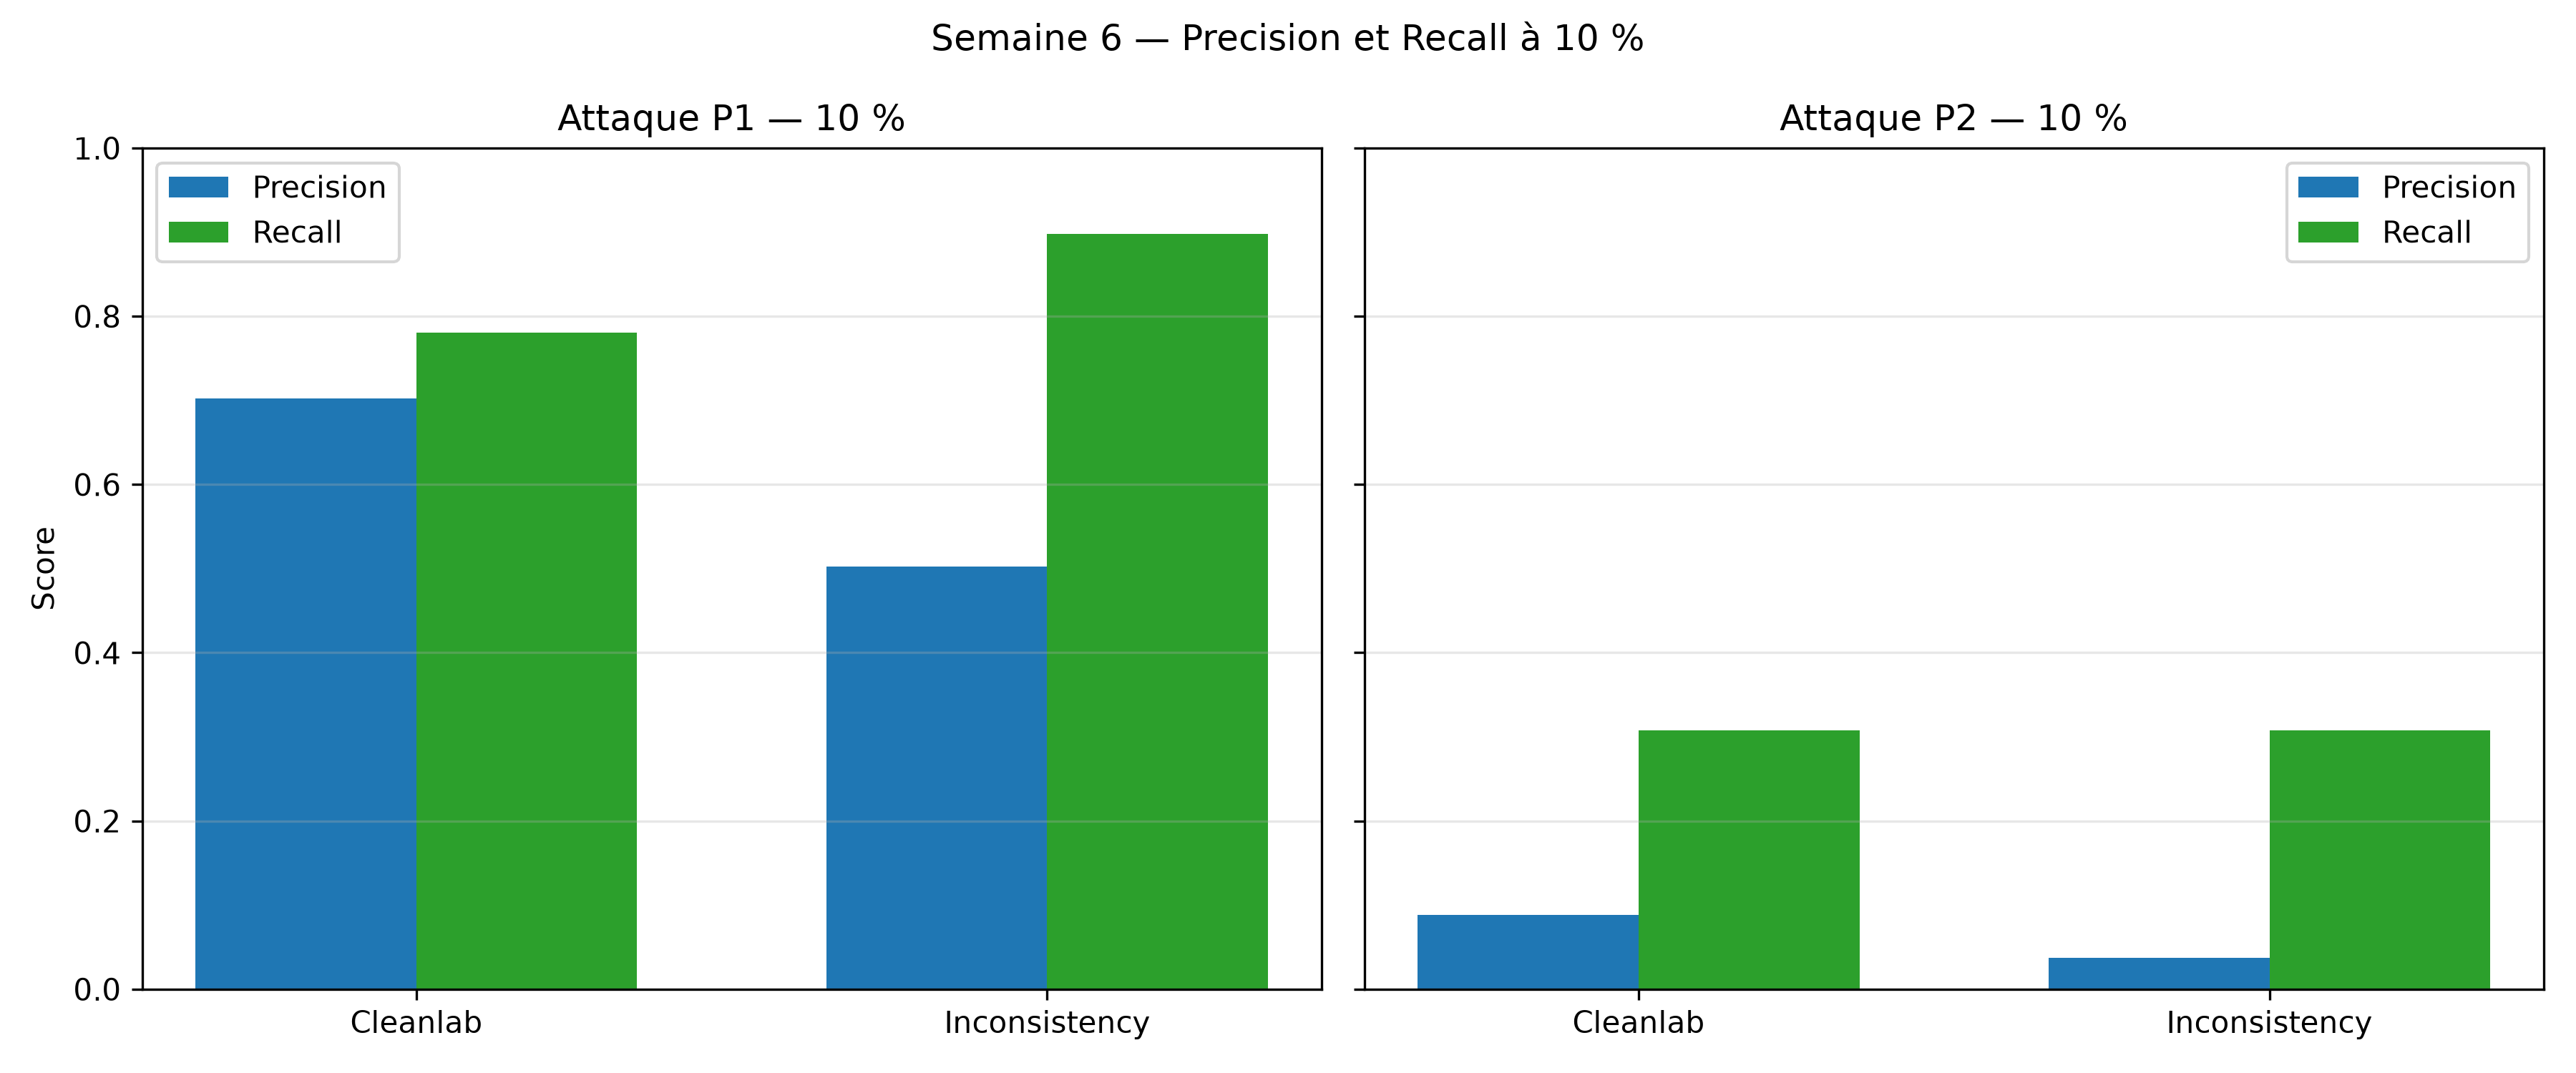 Semaine 6 — Precision et Recall à 10 %
Attaque P1 — 10 %
Attaque P2 — 10 %
Precision
Recall
Precision
Recall
Score
1.0
0.8
0.6
0.4
0.2
0.0
Cleanlab
Inconsistency
Cleanlab
Inconsistency